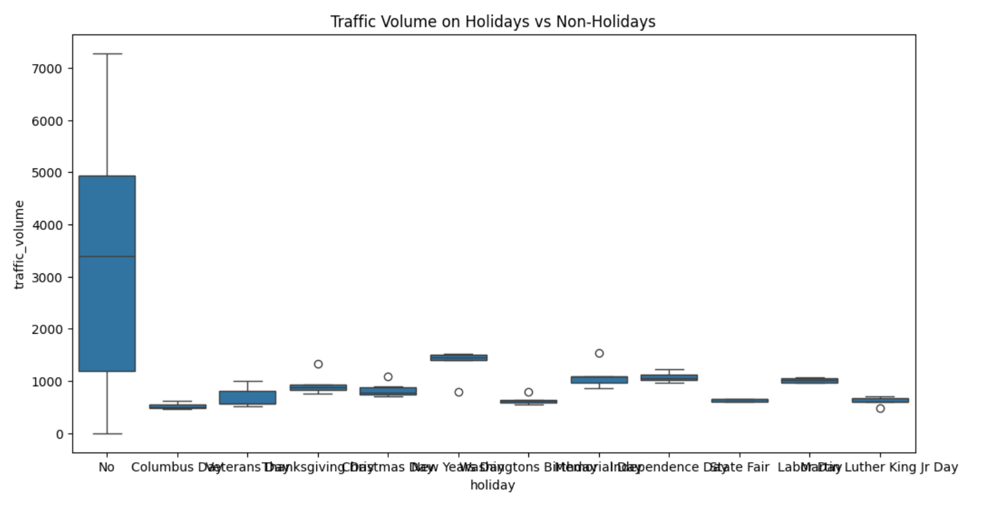 Traffic Volume on Holidays vs Non-Holidays
7000
6000
5000
4000
3000
2000
1000
0
traffic_volume
No Columbus Day Veterans Day Thanksgiving Day Christmas Day New Years Day Washingtons Birthday Memorial Day Independence Day State Fair Labor Day Martin Luther King Jr Day
holiday